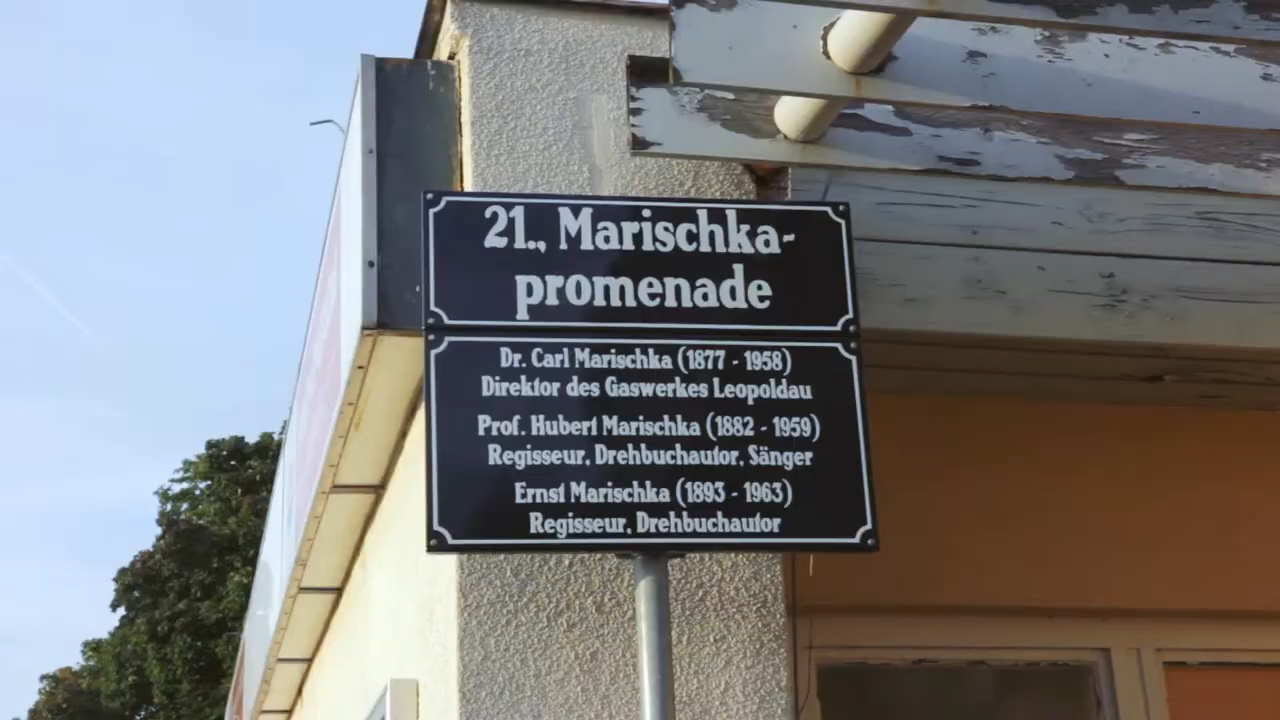 21., Marischka-
promenade
Dr. Carl Marischka (1877 - 1958)
Direktor des Gaswerkes Leopoldau
Prof. Hubert Marischka (1882 - 1959)
Regisseur, Drehbuchautor, Sänger
Ernst Marischka (1893 - 1963)
Regisseur, Drehbuchautor